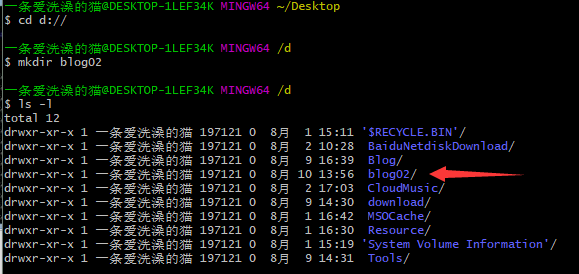 一条爱洗澡的猫@DESKTOP-1LEF34K MINGW64 ~/Desktop
$ cd d://
一条爱洗澡的猫@DESKTOP-1LEF34K MINGW64 /d
$ mkdir blog02
一条爱洗澡的猫@DESKTOP-1LEF34K MINGW64 /d
$ ls -l
total 12
drwxr-xr-x 1 一条爱洗澡的猫 197121 0 8月 1 15:11 '$RECYCLE.BIN'/
drwxr-xr-x 1 一条爱洗澡的猫 197121 0 8月 2 10:28 BaiduNetdiskDownload/
drwxr-xr-x 1 一条爱洗澡的猫 197121 0 8月 9 16:39 Blog/
drwxr-xr-x 1 一条爱洗澡的猫 197121 0 8月 10 13:56 blog02/
drwxr-xr-x 1 一条爱洗澡的猫 197121 0 8月 2 17:03 CloudMusic/
drwxr-xr-x 1 一条爱洗澡的猫 197121 0 8月 9 14:30 download/
drwxr-xr-x 1 一条爱洗澡的猫 197121 0 8月 1 16:42 MSOCache/
drwxr-xr-x 1 一条爱洗澡的猫 197121 0 8月 1 16:30 Resource/
drwxr-xr-x 1 一条爱洗澡的猫 197121 0 8月 1 15:19 'System Volume Information'/
drwxr-xr-x 1 一条爱洗澡的猫 197121 0 8月 9 14:31 Tools/